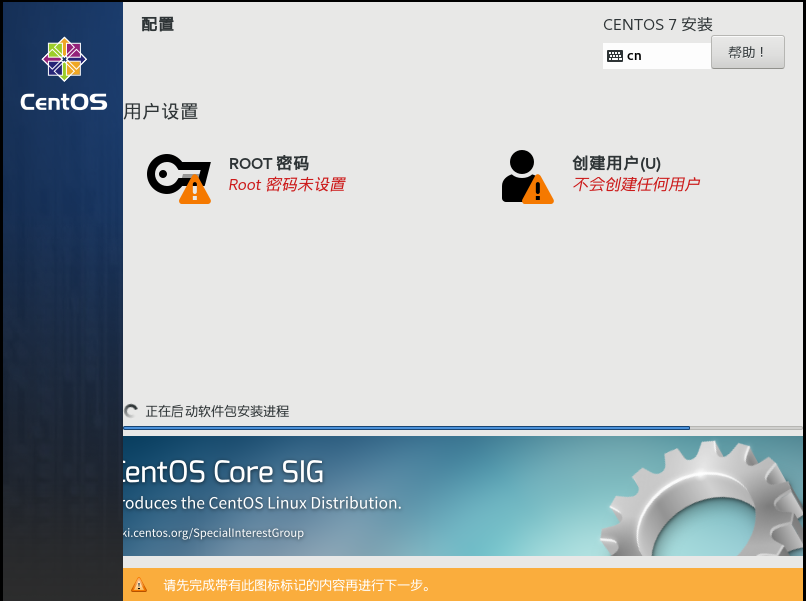 CentOS
配置
CENTOS 7 安装
cn
帮助！
用户设置
ROOT 密码
Root 密码未设置
创建用户(U)
不会创建任何用户
正在启动软件包安装进程
entOS Core SIG
roduces the CentOS Linux Distribution.
ki.centos.org/SpecialInterestGroup
请先完成带有此图标标记的内容再进行下一步。